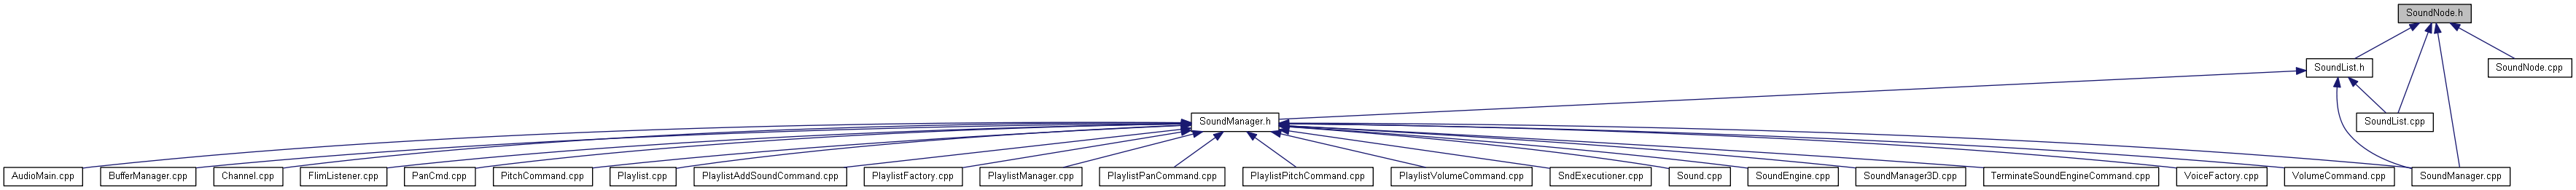 SoundNode.h
SoundList.h
SoundNode.cpp
SoundManager.h
SoundList.cpp
AudioMain.cpp
BufferManager.cpp
Channel.cpp
FlimListener.cpp
PanCmd.cpp
PitchCommand.cpp
Playlist.cpp
PlaylistAddSoundCommand.cpp
PlaylistFactory.cpp
PlaylistManager.cpp
PlaylistPanCommand.cpp
PlaylistPitchCommand.cpp
PlaylistVolumeCommand.cpp
SndExecutioner.cpp
Sound.cpp
SoundEngine.cpp
SoundManager3D.cpp
TerminateSoundEngineCommand.cpp
VoiceFactory.cpp
VolumeCommand.cpp
SoundManager.cpp